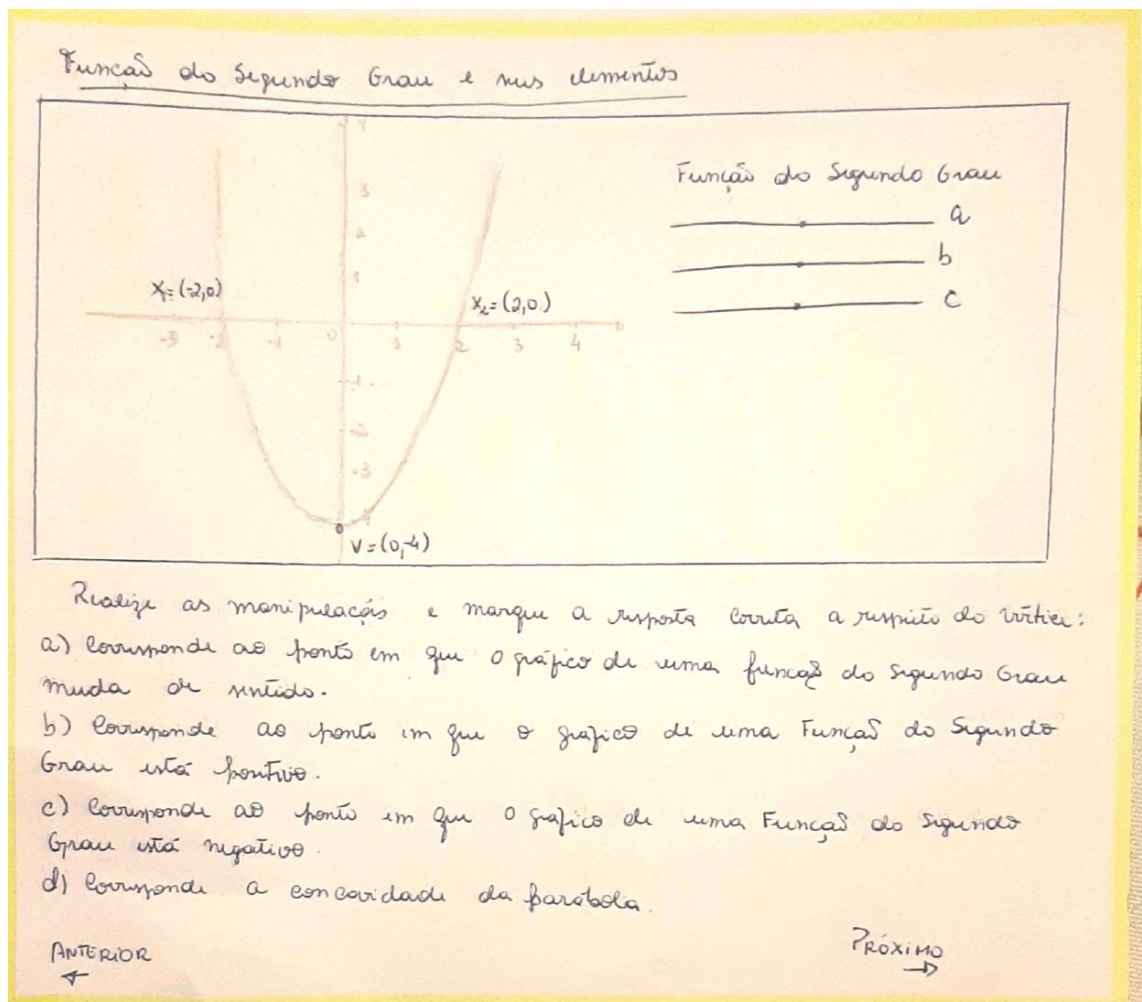 Função do Segundo Grau e seus elementos
4
3
2
1
X₁=(-2,0)
X₂=(2,0)
-3 -2 -1 0 1 2 3 4
-1
-2
-3
-4
V=(0,-4)
Função do Segundo Grau
a
b
c
Realize as manipulações e marque a resposta correta a respeito do vértice:
a) Corresponde ao ponto em que o gráfico de uma função do Segundo Grau
muda de sentido.
b) Corresponde ao ponto em que o gráfico de uma Função do Segundo
Grau está positivo.
c) Corresponde ao ponto em que o gráfico de uma Função do Segundo
Grau está negativo.
d) Corresponde a concavidade da parábola.
ANTERIOR
PRÓXIMO